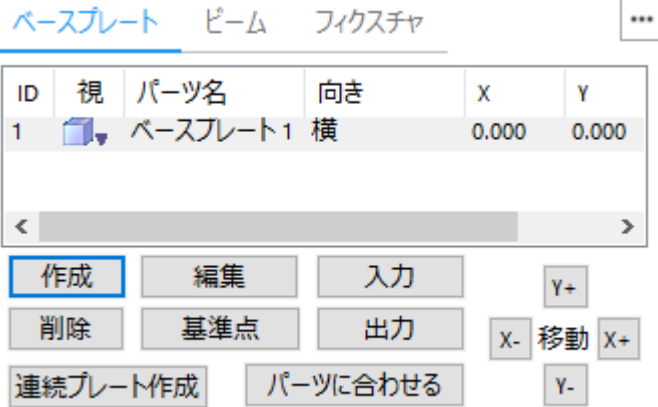 ベースプレート ビーム フィクスチャ ...
ID 視 パーツ名 向き X Y
1 ベースプレート1 横 0.000 0.000
作成 編集 入力
Y+
削除 基準点 出力
X- 移動 X+
連続プレート作成 パーツに合わせる Y-